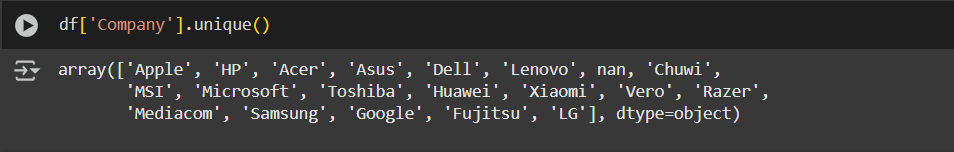 df['Company'].unique()
array(['Apple', 'HP', 'Acer', 'Asus', 'Dell', 'Lenovo', nan, 'Chuwi',
'MSI', 'Microsoft', 'Toshiba', 'Huawei', 'Xiaomi', 'Vero', 'Razer',
'Mediacom', 'Samsung', 'Google', 'Fujitsu', 'LG'], dtype=object)